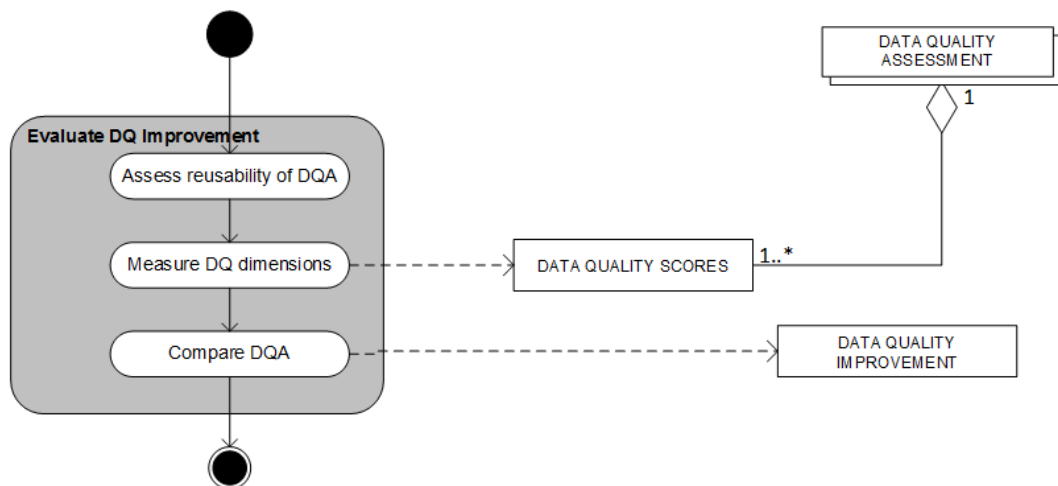 DATA QUALITY
ASSESSMENT
1
Evaluate DQ Improvement
Assess reusability of DQA
Measure DQ dimensions
DATA QUALITY SCORES
1..*
Compare DQA
DATA QUALITY
IMPROVEMENT